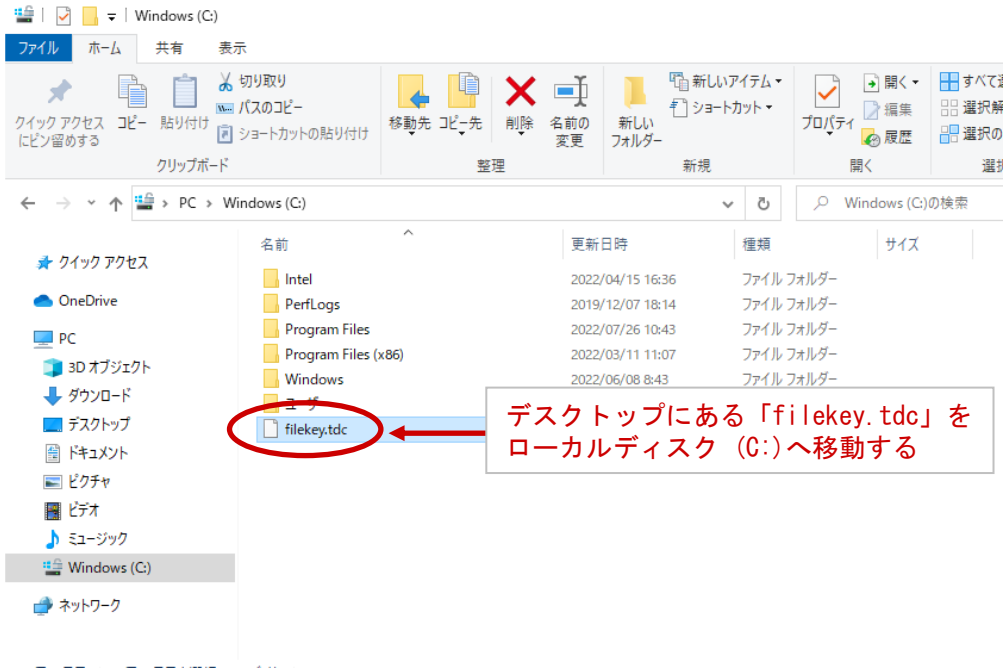 Windows (C:)
ファイル ホーム 共有 表示
クイック アクセス
にピン留めする
コピー
貼り付け
切り取り
パスのコピー
ショートカットの貼り付け
クリップボード
移動先
コピー先
削除
名前の
変更
整理
新しい
フォルダー
新しいアイテム
ショートカット
新規
プロパティ
開く
編集
履歴
開く
すべて選
選択解
選択の
選択
PC Windows (C:)
Windows (C:)の検索
クイック アクセス
OneDrive
PC
3D オブジェクト
ダウンロード
デスクトップ
ドキュメント
ピクチャ
ビデオ
ミュージック
Windows (C:)
ネットワーク
名前 更新日時 種類 サイズ
Intel 2022/04/15 16:36 ファイル フォルダー
PerfLogs 2019/12/07 18:14 ファイル フォルダー
Program Files 2022/07/26 10:43 ファイル フォルダー
Program Files (x86) 2022/03/11 11:07 ファイル フォルダー
Windows 2022/06/08 8:43 ファイル フォルダー
ユーザー
filekey.tdc
デスクトップにある「filekey.tdc」を
ローカルディスク (C:)へ移動する